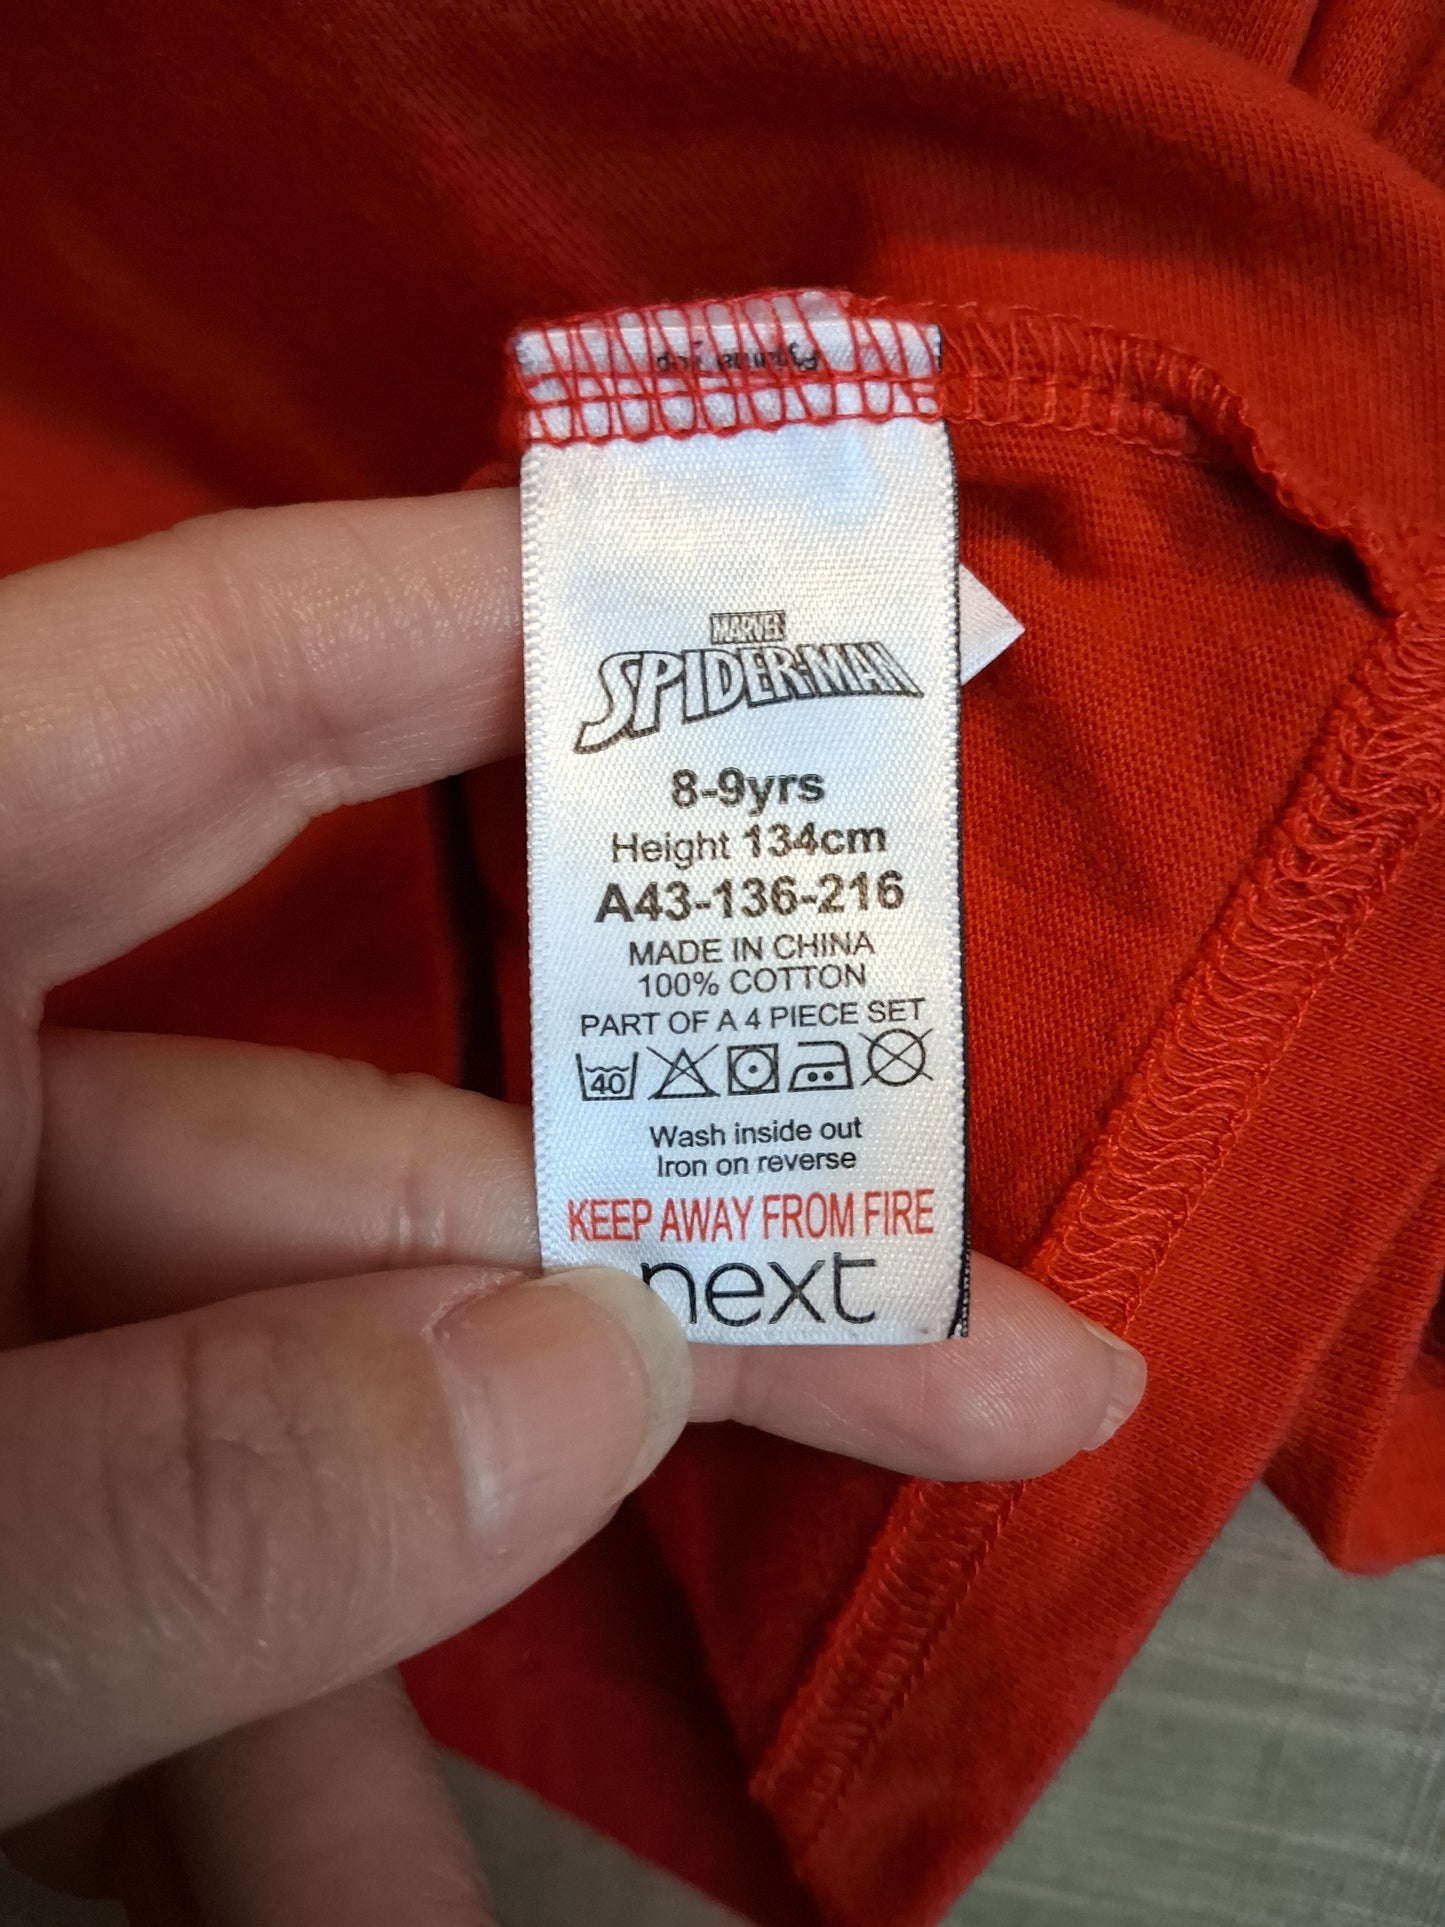 MARVEL
SPIDER-MAN
8-9yrs
Height 134cm
A43-136-216
MADE IN CHINA
100% COTTON
PART OF A 4 PIECE SET
40
Wash inside out
Iron on reverse
KEEP AWAY FROM FIRE
next